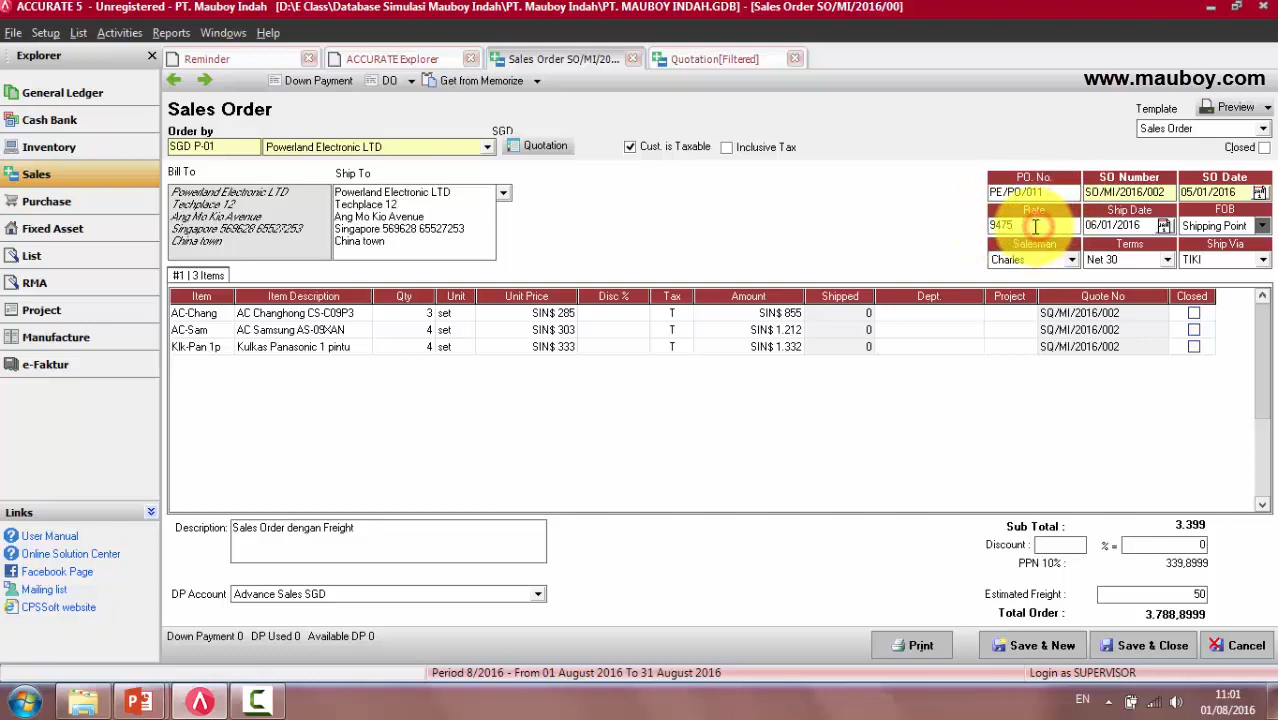 ACCURATE 5 - Unregistered - PT. Mauboy Indah [D:\E Class\Database Simulasi Mauboy Indah\PT. Mauboy Indah\PT. MAUBOY INDAH.GDB] - [Sales Order SO/MI/2016/00]
File Setup List Activities Reports Windows Help
Explorer
Reminder
ACCURATE Explorer
Sales Order SO/MI/20...
Quotation[Filtered]
Down Payment DO Get from Memorize
www.mauboy.com
General Ledger
Cash Bank
Inventory
Sales
Purchase
Fixed Asset
List
RMA
Project
Manufacture
e-Faktur
Links
User Manual
Online Solution Center
Facebook Page
Mailing list
CPSSoft website
Sales Order
Template
Preview
Sales Order
Closed
Order by
SGD
SGD P-01
Powerland Electronic LTD
Quotation
Cust. is Taxable
Inclusive Tax
Bill To
Powerland Electronic LTD
Techplace 12
Ang Mo Kio Avenue
Singapore 569628 65527253
China town
Ship To
Powerland Electronic LTD
Techplace 12
Ang Mo Kio Avenue
Singapore 569623 65527253
China town
PO. No. SO Number SO Date
PE/PO/011 SO/MI/2016/002 05/01/2016
Rate Ship Date FOB
9475 06/01/2016 Shipping Point
Salesman Terms Ship Via
Charles Net 30 TIKI
#1 | 3 Items
Item Item Description Qty Unit Unit Price Disc % Tax Amount Shipped Dept. Project Quote No Closed
AC-Chang AC Changhong CS-C09P3 3 set SIN$ 285 T SIN$ 855 0 SQ/MI/2016/002
AC-Sam AC Samsung AS-09XAN 4 set SIN$ 303 T SIN$ 1.212 0 SQ/MI/2016/002
Klk-Pan 1p Kulkas Panasonic 1 pintu 4 set SIN$ 333 T SIN$ 1.332 0 SQ/MI/2016/002
Description: Sales Order dengan Freight
Sub Total : 3.399
Discount : % = 0
PPN 10% : 339,8999
DP Account Advance Sales SGD
Estimated Freight : 50
Total Order : 3.788,8999
Down Payment 0 DP Used 0 Available DP 0
Print
Save & New
Save & Close
Cancel
Period 8/2016 - From 01 August 2016 To 31 August 2016
Login as SUPERVISOR
EN
11:01
01/08/2016